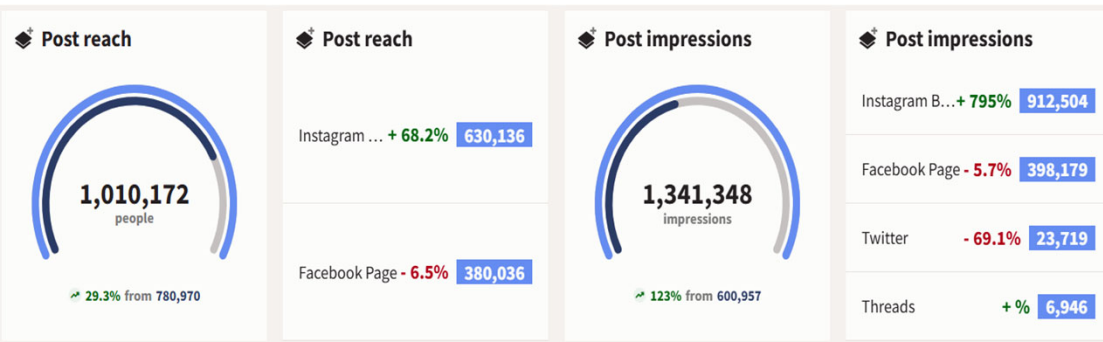 Post reach
1,010,172
people
29.3% from 780,970
Post reach
Instagram ... + 68.2% 630,136
Facebook Page - 6.5% 380,036
Post impressions
1,341,348
impressions
123% from 600,957
Post impressions
Instagram B...+ 795% 912,504
Facebook Page - 5.7% 398,179
Twitter - 69.1% 23,719
Threads + % 6,946